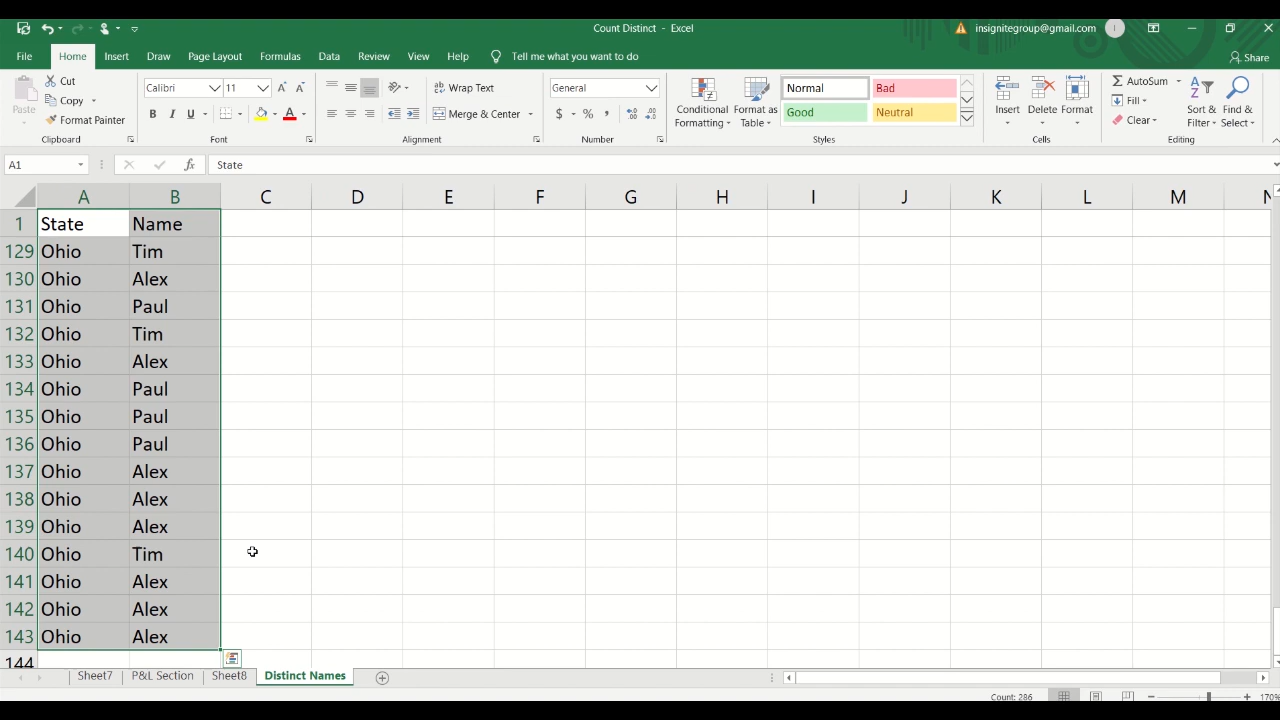 Count Distinct - Excel
insignitegroup@gmail.com
I
File Home Insert Draw Page Layout Formulas Data Review View Help Tell me what you want to do
Share
Paste
Cut
Copy
Format Painter
Clipboard
Calibri 11
B I U A
Font
Wrap Text
Merge & Center
Alignment
General
$ % ,
Number
Conditional Formatting
Format as Table
Normal Bad
Good Neutral
Styles
Insert Delete Format
Cells
AutoSum
Fill
Clear
Sort & Filter
Find & Select
Editing
A1 fx State
A B C D E F G H I J K L M N
1 State Name
129 Ohio Tim
130 Ohio Alex
131 Ohio Paul
132 Ohio Tim
133 Ohio Alex
134 Ohio Paul
135 Ohio Paul
136 Ohio Paul
137 Ohio Alex
138 Ohio Alex
139 Ohio Alex
140 Ohio Tim
141 Ohio Alex
142 Ohio Alex
143 Ohio Alex
144
Sheet7 P&L Section Sheet8 Distinct Names
Count: 286 170%